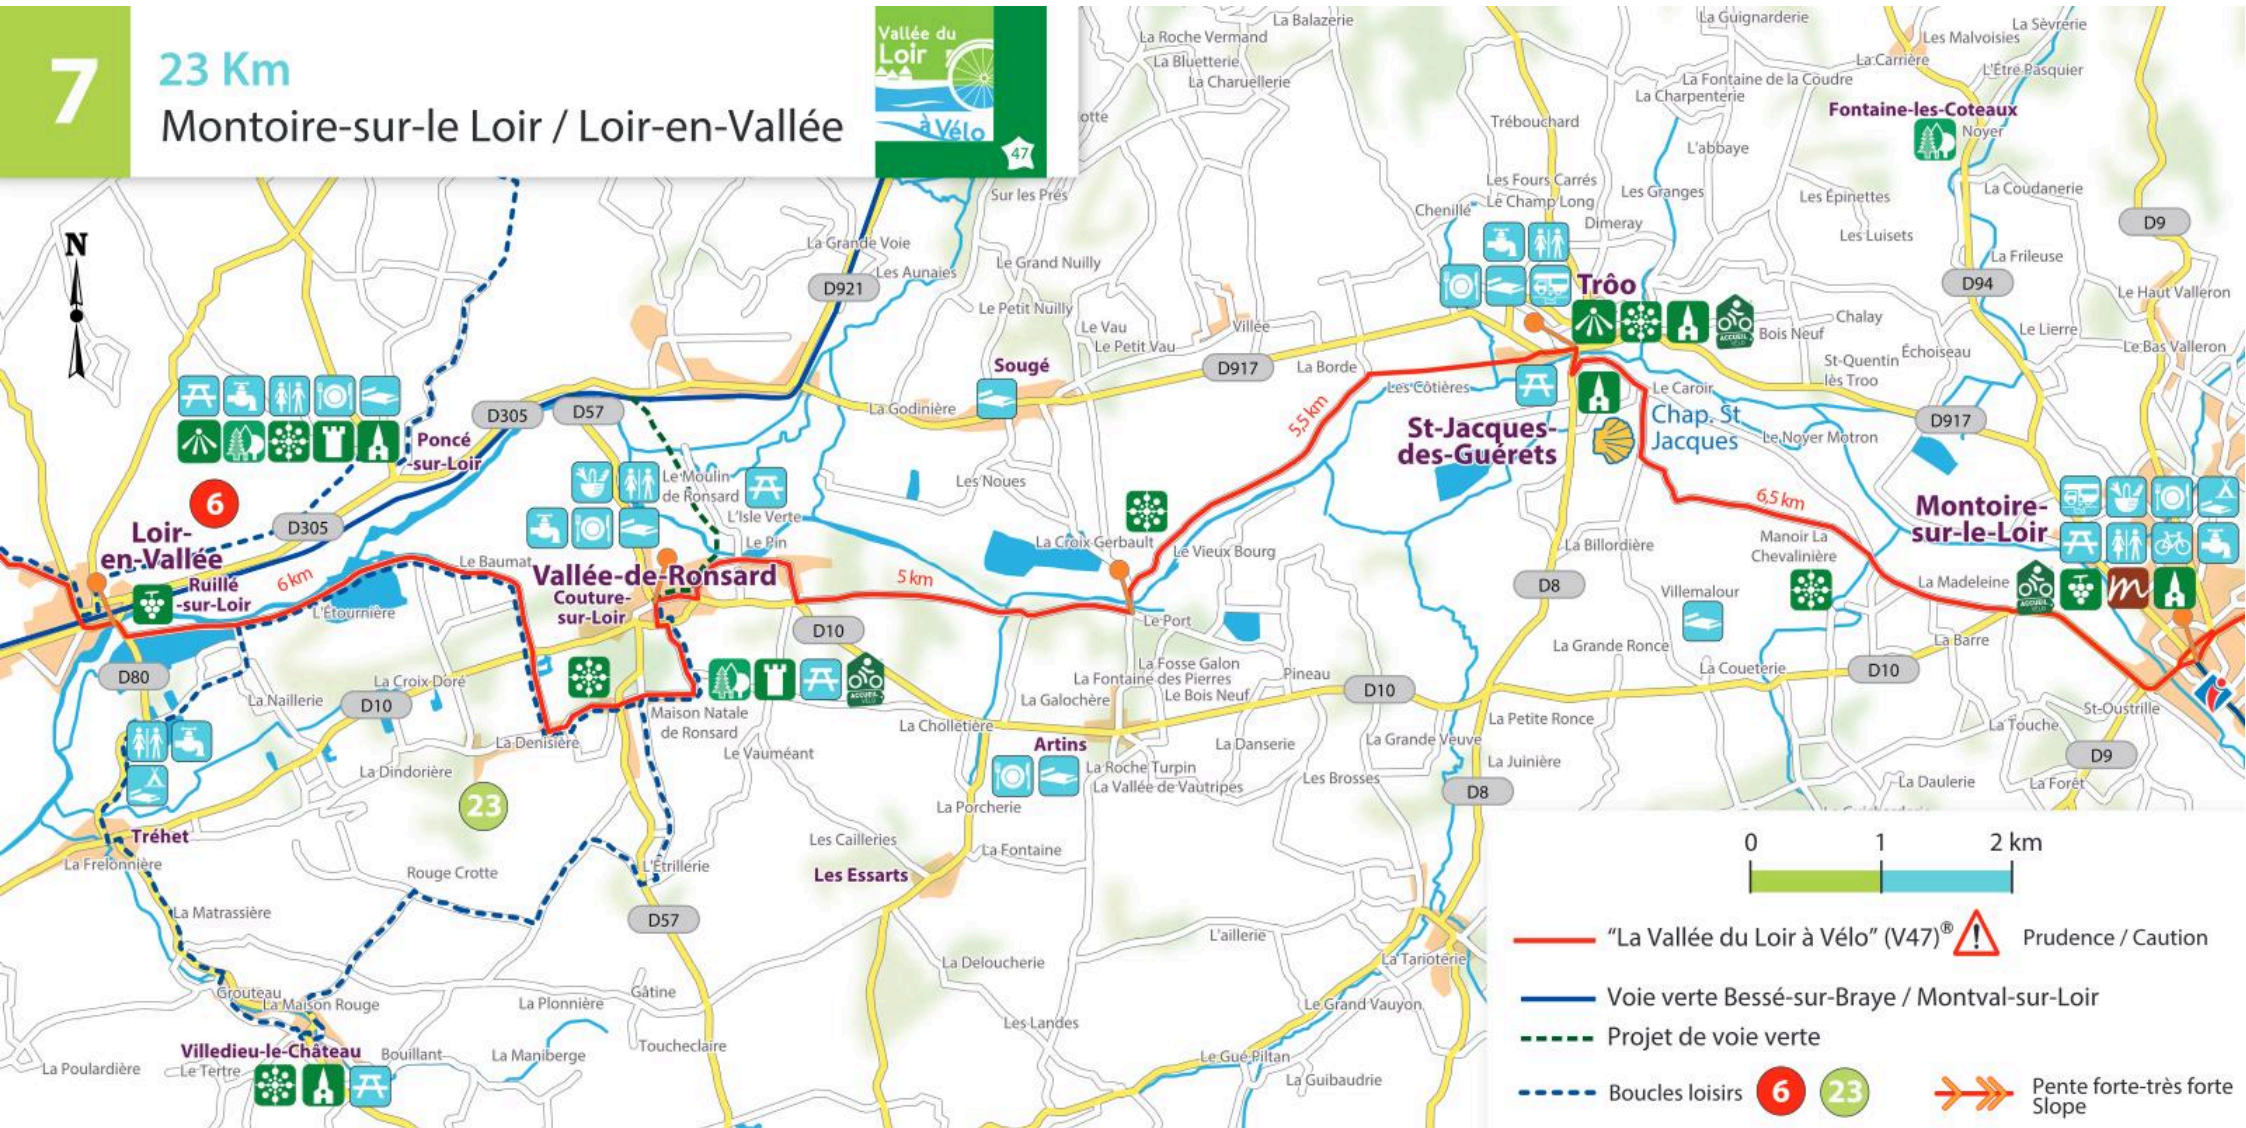 7
23 Km
Montoire-sur-le Loir / Loir-en-Vallée
Vallée du
Loir
à Vélo
47
N
La Balazerie
La Roche Vermand
La Bluetterie
La Charuellerie
otte
La Guignarderie
La Sèvrerie
Les Malvoisies
La Carrière
L'Être Pasquier
La Fontaine de la Coudre
La Charpenterie
Fontaine-les-Coteaux
Noyer
Trébouchard
L'abbaye
Sur les Prés
Les Fours Carrés
Le Champ Long
Les Granges
Les Épinettes
La Coudanerie
Chenillé
Dimeray
Les Luisets
D9
La Grande Voie
Les Aunaies
Le Grand Nuilly
La Frileuse
D921
D94
Trôo
Le Petit Nuilly
Le Haut Valleron
Le Vau
Le Petit Vau
Villée
ACCUEIL
VÉLO
Bois Neuf
Chalay
Le Lierre
Le Bas Valleron
Sougé
D917
La Borde
St-Quentin
lès Troo
Échoiseau
Les Côtières
Le Caroir
La Godinière
D305
D57
5,5 km
St-Jacques-
des-Guérets
Chap. St
Jacques
D917
Le Noyer Motron
Poncé
-sur-Loir
Le Moulin
de Ronsard
Les Noues
L'Isle Verte
6
D305
6,5 km
Montoire-
sur-le-Loir
Loir-
en-Vallée
Le Pin
La Croix Gerbault
Le Vieux Bourg
La Billordière
Manoir La
Chevalinière
Le Baumat
Ruillé
-sur-Loir
6 km
Vallée-de-Ronsard
Couture-
sur-Loir
5 km
D8
Villemalour
La Madeleine
ACCUEIL
VÉLO
m
L'Étournière
Le Port
D10
La Grande Ronce
La Barre
D80
La Croix Doré
La Fosse Galon
La Fontaine des Pierres
Pineau
La Coueterie
D10
La Naillerie
D10
ACCUEIL
VÉLO
La Galochère
Le Bois Neuf
D10
Maison Natale
de Ronsard
La Cholletière
La Petite Ronce
St-Oustrille
La Touche
La Denisière
Le Vauméant
Artins
La Danserie
La Grande Veuve
D9
La Dindorière
La Roche Turpin
La Vallée de Vautripes
Les Brosses
La Juinière
La Daulerie
La Forêt
23
La Porcherie
D8
Tréhet
Les Cailleries
La Fontaine
La Frelonnière
Rouge Crotte
L'Etrillerie
Les Essarts
La Matrassière
D57
L'aillerie
La Deloucherie
La Tarioterie
Grouteau
La Maison Rouge
La Plonnière
Gâtine
Le Grand Vauyon
Les Landes
Villedieu-le-Château
Bouillant
La Maniberge
Toucheclaire
La Poulardière
Le Tertre
Le Gué Piltan
La Guibaudrie
0 1 2 km
“La Vallée du Loir à Vélo” (V47)®
! Prudence / Caution
Voie verte Bessé-sur-Braye / Montval-sur-Loir
Projet de voie verte
Boucles loisirs 6 23
Pente forte-très forte
Slope